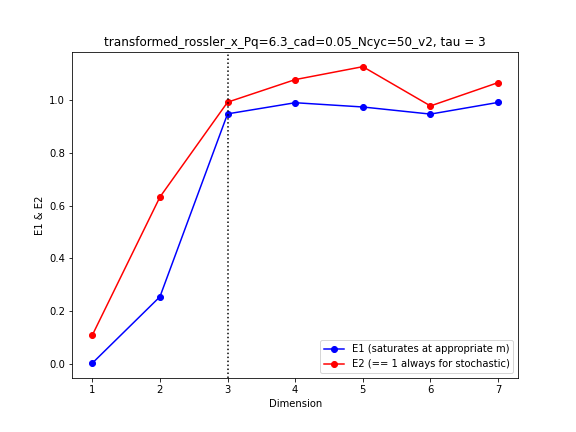 transformed_rossler_x_Pq=6.3_cad=0.05_Ncyc=50_v2, tau = 3
E1 & E2
1.0
0.8
0.6
0.4
0.2
0.0
E1 (saturates at appropriate m)
E2 (== 1 always for stochastic)
1 2 3 4 5 6 7
Dimension